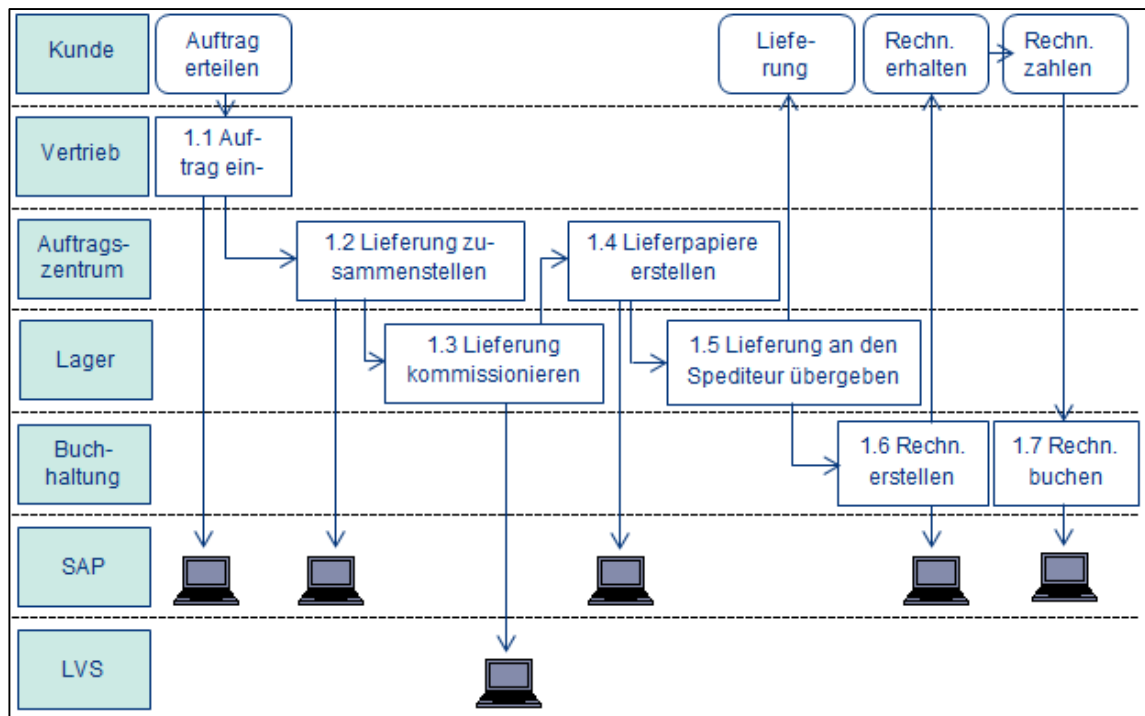 Kunde
Auftrag
erteilen
Liefe-
rung
Rechn.
erhalten
Rechn.
zahlen
Vertrieb
1.1 Auf-
trag ein-
Auftrags-
zentrum
1.2 Lieferung zu-
sammenstellen
1.4 Lieferpapiere
erstellen
Lager
1.3 Lieferung
kommissionieren
1.5 Lieferung an den
Spediteur übergeben
Buch-
haltung
1.6 Rechn.
erstellen
1.7 Rechn.
buchen
SAP
LVS